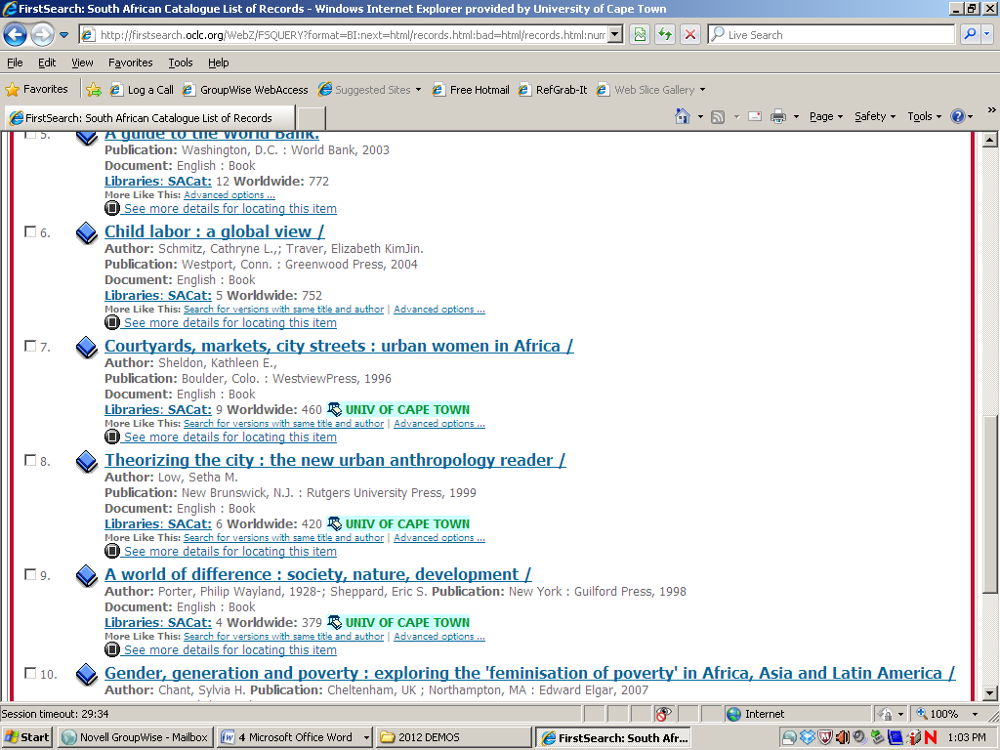 FirstSearch: South African Catalogue List of Records - Windows Internet Explorer provided by University of Cape Town
http://firstsearch.oclc.org/WebZ/FSQUERY?format=BI:next=html/records.html:bad=html/records.html:num
Live Search
File Edit View Favorites Tools Help
Favorites Log a Call GroupWise WebAccess Suggested Sites Free Hotmail RefGrab-It Web Slice Gallery
FirstSearch: South African Catalogue List of Records
Page Safety Tools »
5. A guide to the World Bank.
Publication: Washington, D.C. : World Bank, 2003
Document: English : Book
Libraries: SACat: 12 Worldwide: 772
More Like This: Advanced options ...
See more details for locating this item
6. Child labor : a global view /
Author: Schmitz, Cathryne L.,; Traver, Elizabeth KimJin.
Publication: Westport, Conn. : Greenwood Press, 2004
Document: English : Book
Libraries: SACat: 5 Worldwide: 752
More Like This: Search for versions with same title and author | Advanced options ...
See more details for locating this item
7. Courtyards, markets, city streets : urban women in Africa /
Author: Sheldon, Kathleen E.,
Publication: Boulder, Colo. : WestviewPress, 1996
Document: English : Book
Libraries: SACat: 9 Worldwide: 460 UNIV OF CAPE TOWN
More Like This: Search for versions with same title and author | Advanced options ...
See more details for locating this item
8. Theorizing the city : the new urban anthropology reader /
Author: Low, Setha M.
Publication: New Brunswick, N.J. : Rutgers University Press, 1999
Document: English : Book
Libraries: SACat: 6 Worldwide: 420 UNIV OF CAPE TOWN
More Like This: Search for versions with same title and author | Advanced options ...
See more details for locating this item
9. A world of difference : society, nature, development /
Author: Porter, Philip Wayland, 1928-; Sheppard, Eric S. Publication: New York : Guilford Press, 1998
Document: English : Book
Libraries: SACat: 4 Worldwide: 379 UNIV OF CAPE TOWN
More Like This: Search for versions with same title and author | Advanced options ...
See more details for locating this item
10. Gender, generation and poverty : exploring the 'feminisation of poverty' in Africa, Asia and Latin America /
Author: Chant, Sylvia H. Publication: Cheltenham, UK ; Northampton, MA : Edward Elgar, 2007
Session timeout: 29:34 Internet 100%
Start Novell GroupWise - Mailbox 4 Microsoft Office Word 2012 DEMOS FirstSearch: South Afr... 1:03 PM